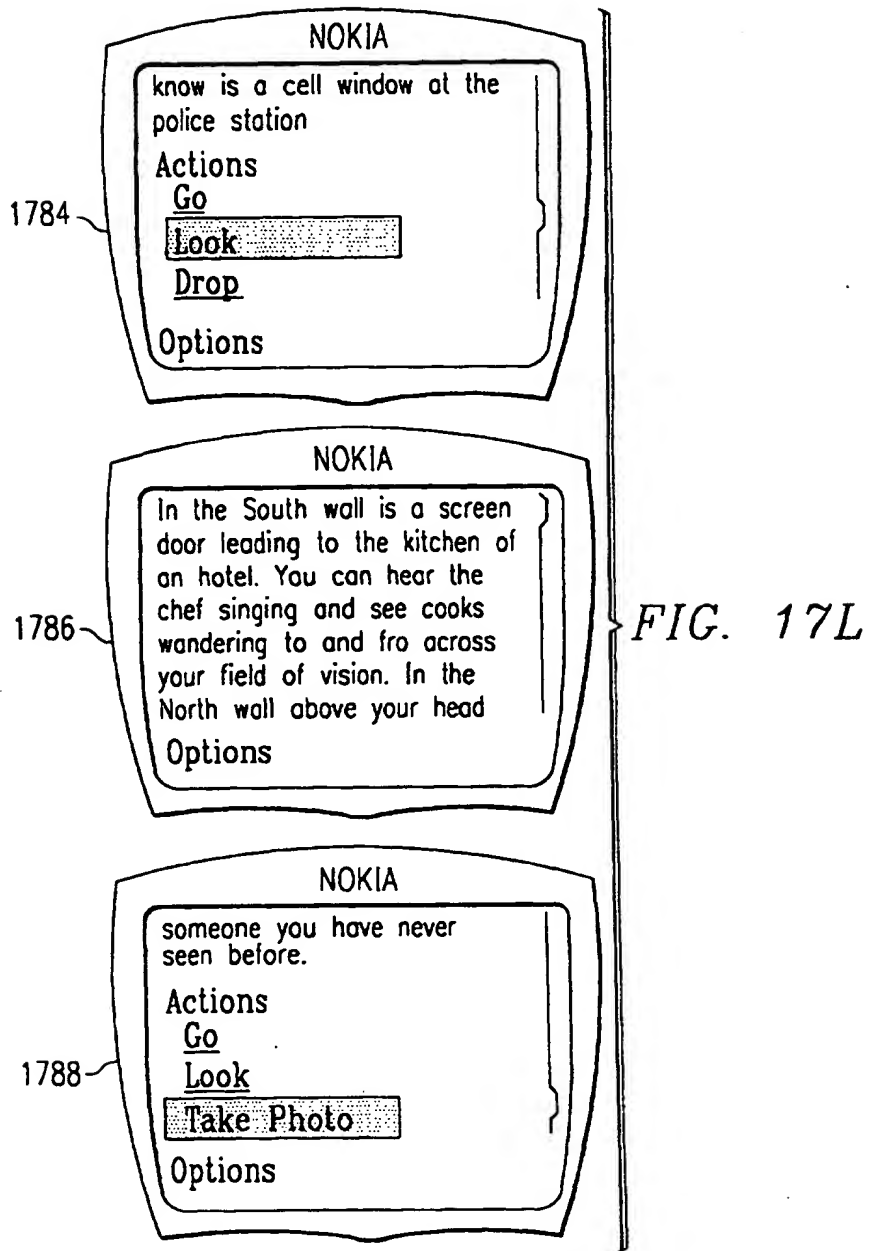 NOKIA
know is a cell window at the
police station
Actions
Go
Look
Drop
Options
1784
NOKIA
In the South wall is a screen
door leading to the kitchen of
an hotel. You can hear the
chef singing and see cooks
wandering to and fro across
your field of vision. In the
North wall above your head
Options
1786
FIG. 17L
NOKIA
someone you have never
seen before.
Actions
Go
Look
Take Photo
Options
1788